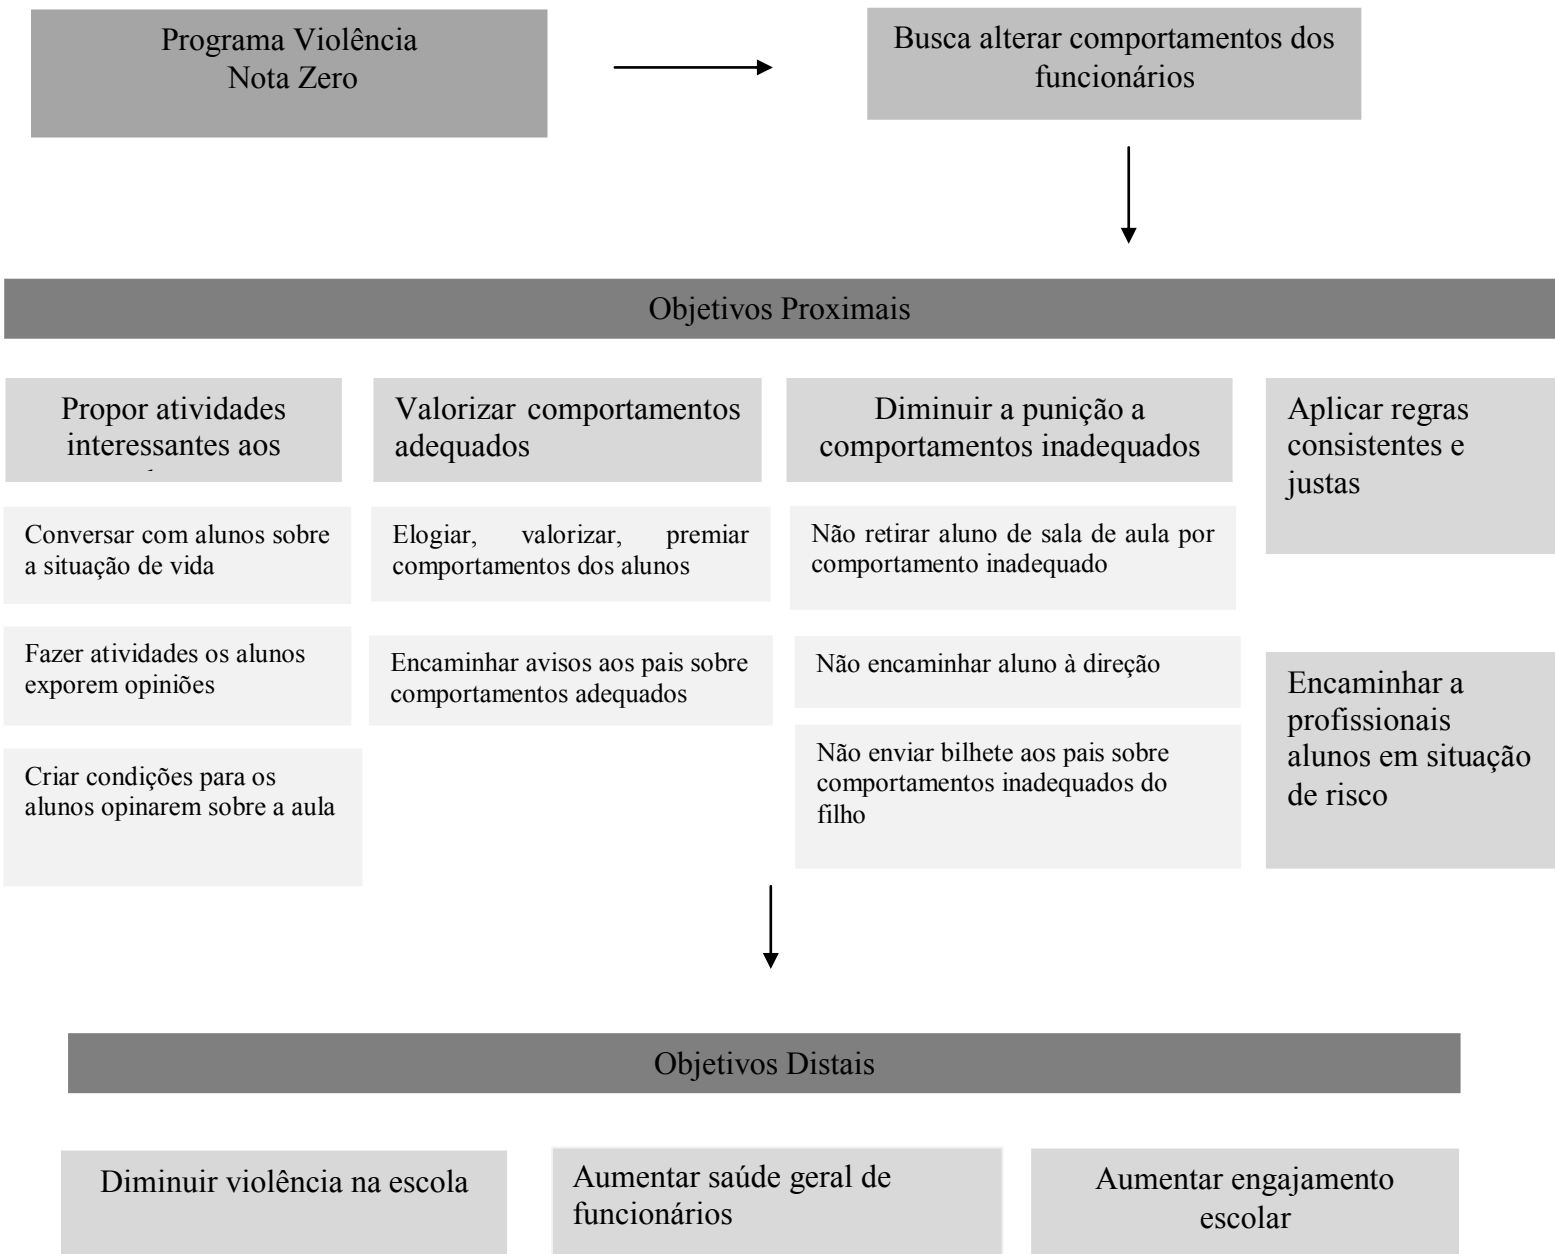 Programa Violência
Nota Zero
Busca alterar comportamentos dos
funcionários
Objetivos Proximais
Propor atividades
interessantes aos
Valorizar comportamentos
adequados
Diminuir a punição a
comportamentos inadequados
Aplicar regras
consistentes e
justas
Conversar com alunos sobre
a situação de vida
Elogiar, valorizar, premiar
comportamentos dos alunos
Não retirar aluno de sala de aula por
comportamento inadequado
Fazer atividades os alunos
exporem opiniões
Encaminhar avisos aos pais sobre
comportamentos adequados
Não encaminhar aluno à direção
Encaminhar a
profissionais
alunos em situação
de risco
Criar condições para os
alunos opinarem sobre a aula
Não enviar bilhete aos pais sobre
comportamentos inadequados do
filho
Objetivos Distais
Diminuir violência na escola
Aumentar saúde geral de
funcionários
Aumentar engajamento
escolar